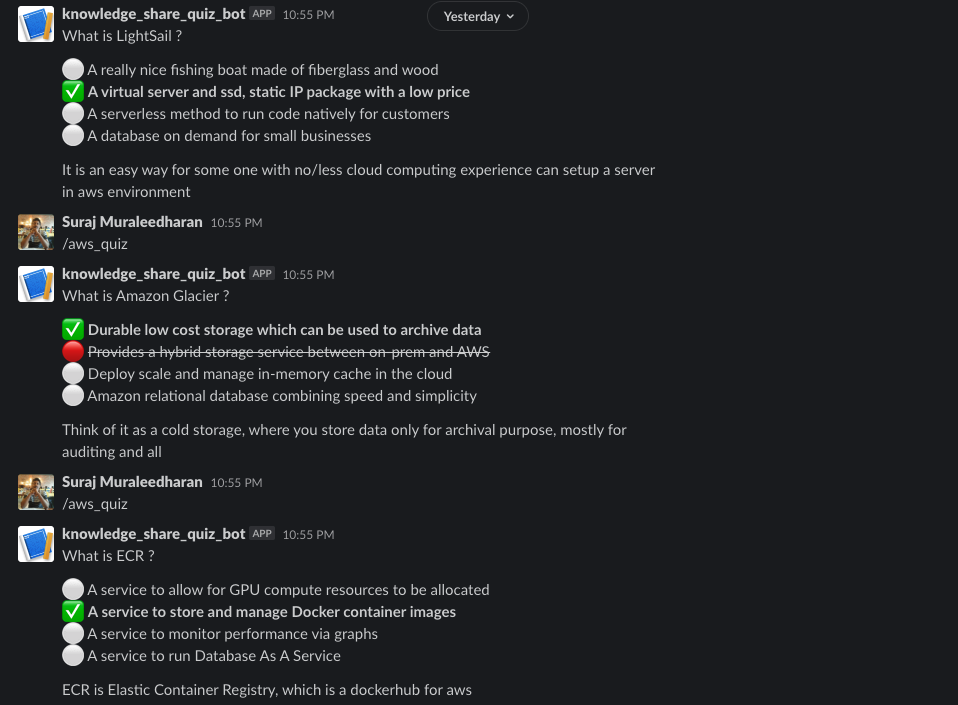 knowledge_share_quiz_bot APP 10:55 PM
Yesterday
What is LightSail ?
A really nice fishing boat made of fiberglass and wood
A virtual server and ssd, static IP package with a low price
A serverless method to run code natively for customers
A database on demand for small businesses
It is an easy way for some one with no/less cloud computing experience can setup a server
in aws environment
Suraj Muraleedharan 10:55 PM
/aws_quiz
knowledge_share_quiz_bot APP 10:55 PM
What is Amazon Glacier ?
Durable low cost storage which can be used to archive data
Provides a hybrid storage service between on-prem and AWS
Deploy scale and manage in-memory cache in the cloud
Amazon relational database combining speed and simplicity
Think of it as a cold storage, where you store data only for archival purpose, mostly for
auditing and all
Suraj Muraleedharan 10:55 PM
/aws_quiz
knowledge_share_quiz_bot APP 10:55 PM
What is ECR ?
A service to allow for GPU compute resources to be allocated
A service to store and manage Docker container images
A service to monitor performance via graphs
A service to run Database As A Service
ECR is Elastic Container Registry, which is a dockerhub for aws